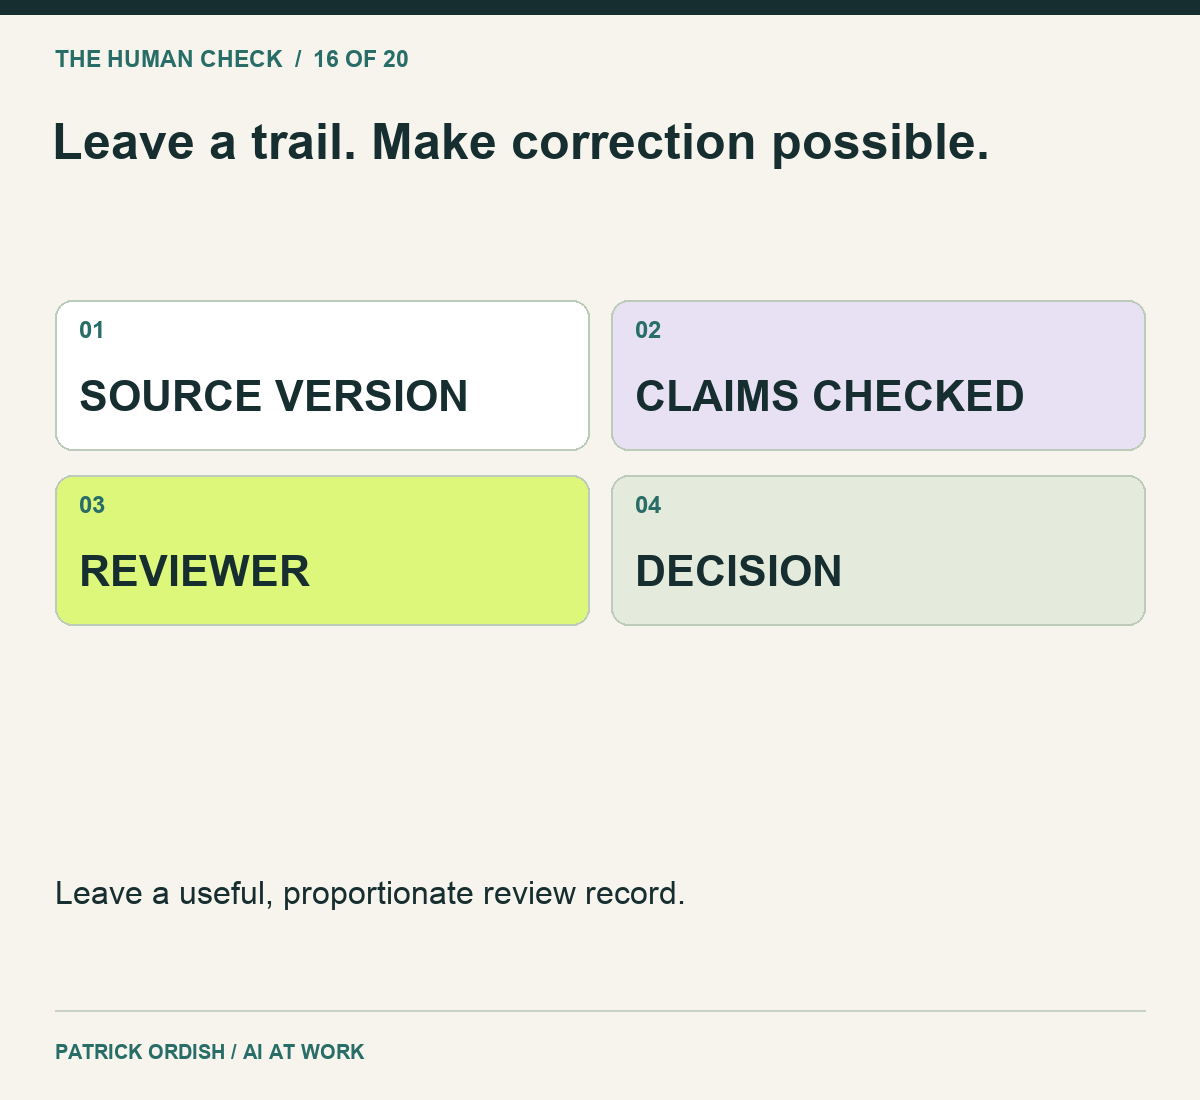 THE HUMAN CHECK / 16 OF 20
Leave a trail. Make correction possible.
01
SOURCE VERSION
02
CLAIMS CHECKED
03
REVIEWER
04
DECISION
Leave a useful, proportionate review record.
PATRICK ORDISH / AI AT WORK